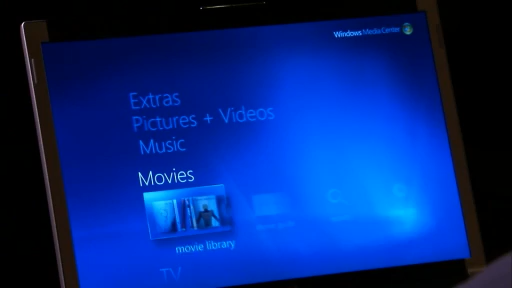 Windows Media Center
Extras
Pictures + Videos
Music
Movies
movie library
TV